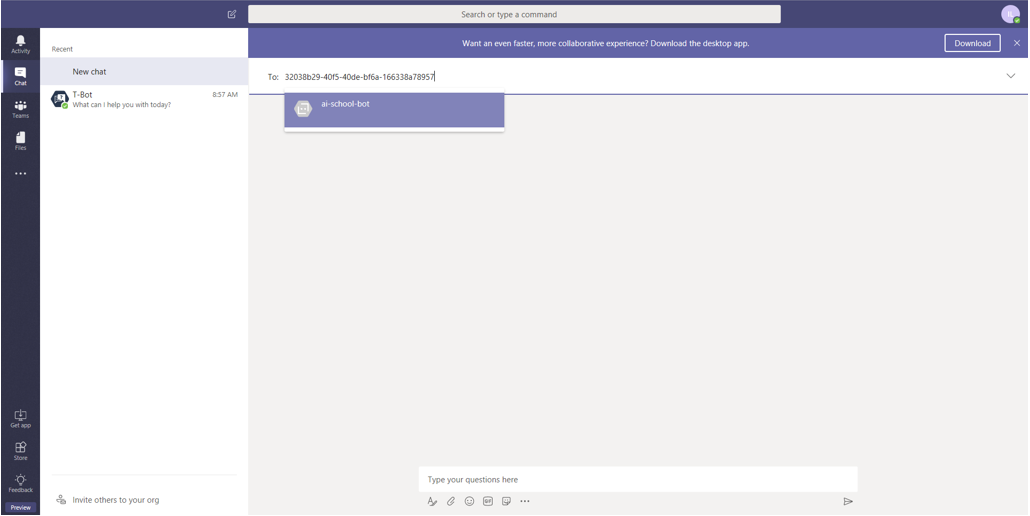 Search or type a command
Activity
Chat
Teams
Files
Get app
Store
Feedback
Preview
Recent
New chat
T-Bot 8:57 AM
What can I help you with today?
Invite others to your org
Want an even faster, more collaborative experience? Download the desktop app. Download
To: 32038b29-40f5-40de-bf6a-166338a78957
ai-school-bot
Type your questions here
GIF